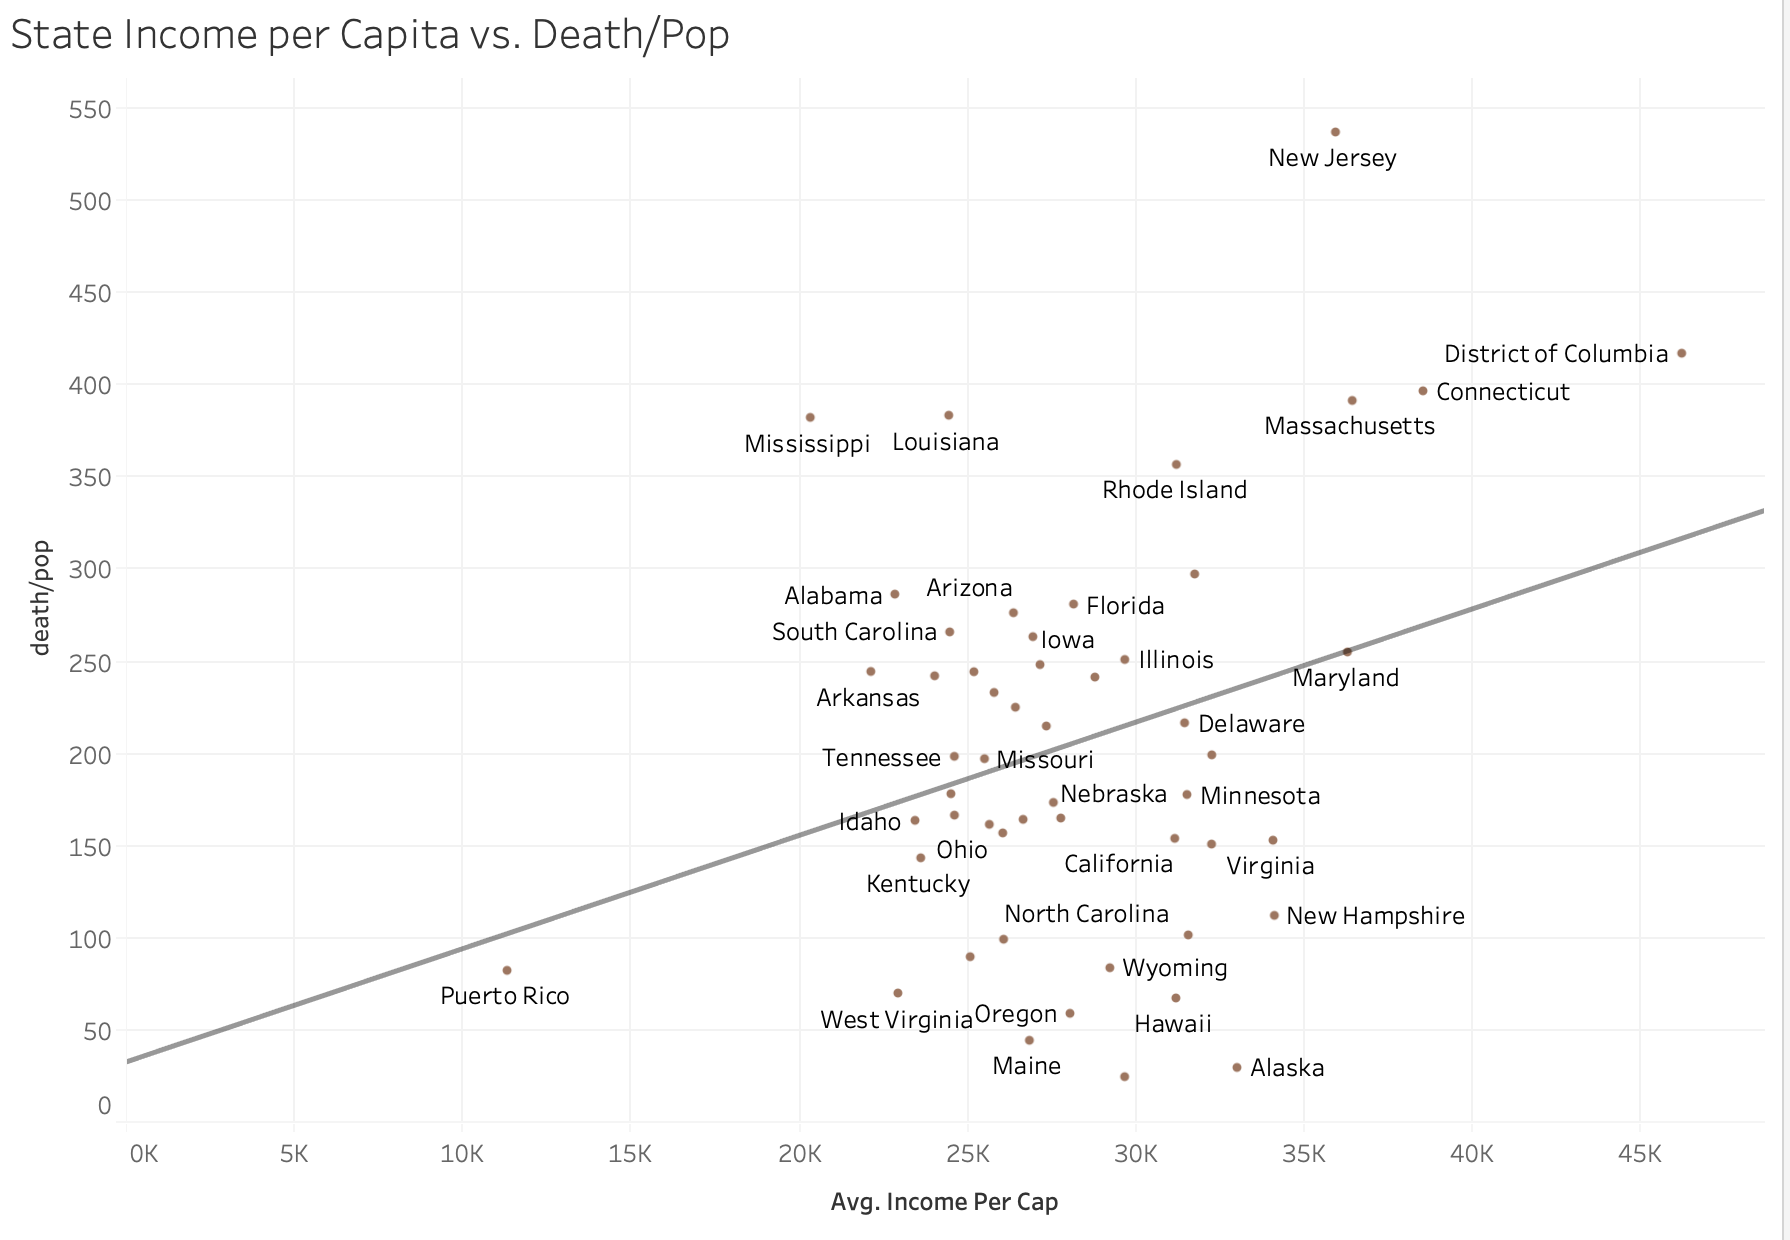 State Income per Capita vs. Death/Pop
550
New Jersey
500
450
District of Columbia
400
Connecticut
Massachusetts
Mississippi
Louisiana
350
Rhode Island
death/pop
300
Alabama
Arizona
Florida
South Carolina
Iowa
Illinois
250
Maryland
Arkansas
Delaware
200
Tennessee
Missouri
Nebraska
Minnesota
Idaho
150
Ohio
California
Virginia
Kentucky
North Carolina
New Hampshire
100
Wyoming
Puerto Rico
West Virginia
Oregon
Hawaii
50
Maine
Alaska
0
0K
5K
10K
15K
20K
25K
30K
35K
40K
45K
Avg. Income Per Cap